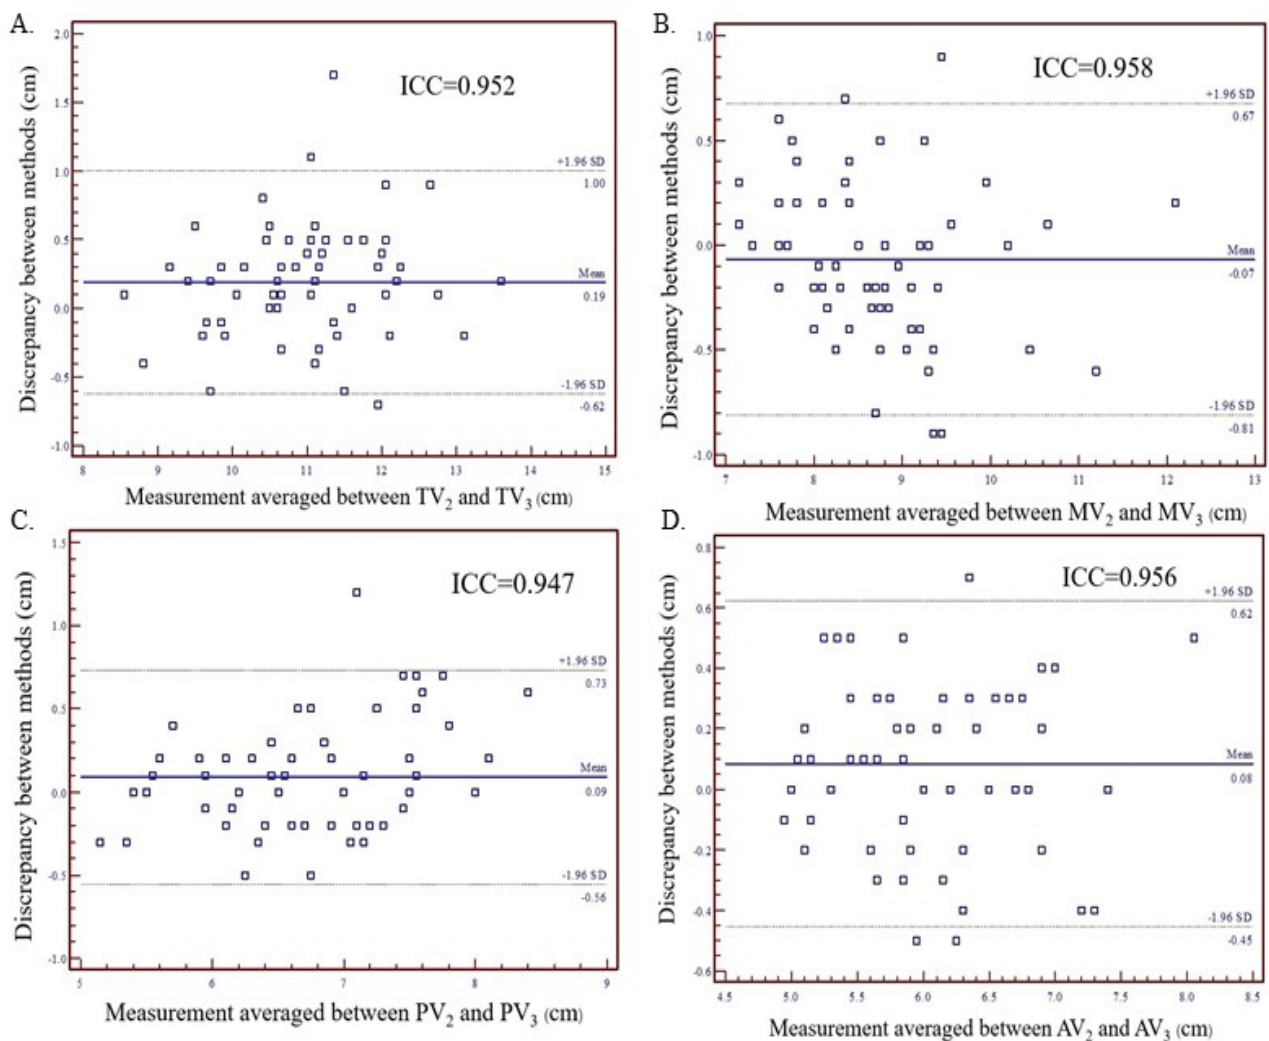 A.
Discrepancy between methods (cm)
2.0
1.5
1.0
0.5
0.0
-0.5
-1.0
ICC=0.952
+1.96 SD
1.00
Mean
0.19
-1.96 SD
-0.62
8 9 10 11 12 13 14 15
Measurement averaged between TV2 and TV3 (cm)
B.
Discrepancy between methods (cm)
1.0
0.5
0.0
-0.5
-1.0
ICC=0.958
+1.96 SD
0.67
Mean
-0.07
-1.96 SD
-0.81
7 8 9 10 11 12 13
Measurement averaged between MV2 and MV3 (cm)
C.
Discrepancy between methods (cm)
1.5
1.0
0.5
0.0
-0.5
-1.0
ICC=0.947
+1.96 SD
0.73
Mean
0.09
-1.96 SD
-0.56
5 6 7 8 9
Measurement averaged between PV2 and PV3 (cm)
D.
Discrepancy between methods (cm)
0.8
0.6
0.4
0.2
0.0
-0.2
-0.4
-0.6
ICC=0.956
+1.96 SD
0.62
Mean
0.08
-1.96 SD
-0.45
4.5 5.0 5.5 6.0 6.5 7.0 7.5 8.0 8.5
Measurement averaged between AV2 and AV3 (cm)